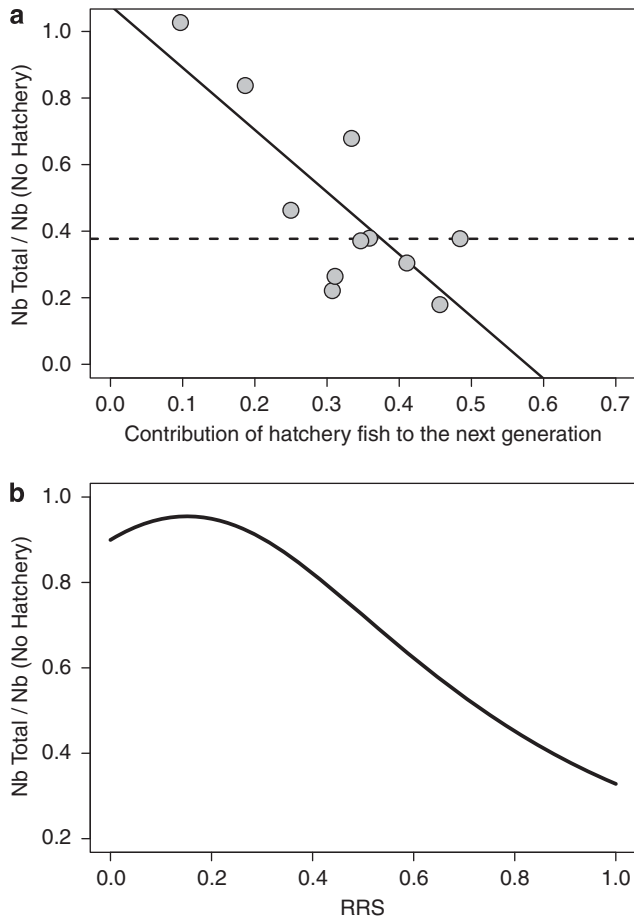 a
Nb Total / Nb (No Hatchery)
1.0
0.8
0.6
0.4
0.2
0.0
0.0 0.1 0.2 0.3 0.4 0.5 0.6 0.7
Contribution of hatchery fish to the next generation
b
Nb Total / Nb (No Hatchery)
1.0
0.8
0.6
0.4
0.2
0.0 0.2 0.4 0.6 0.8 1.0
RRS